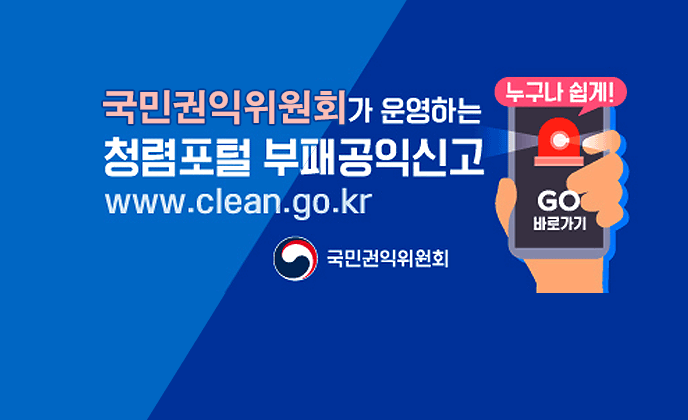 국민권익위원회가 운영하는
청렴포털 부패공익신고
www.clean.go.kr
국민권익위원회
누구나 쉽게!
GO
바로가기